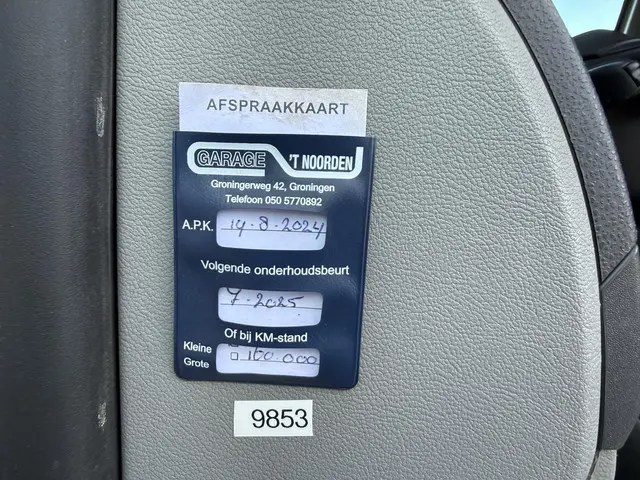 AFSPRAAKKAART
GARAGE 'T NOORDEN
Groningerweg 42, Groningen
Telefoon 050 5770892
A.P.K. 14-8-2024
Volgende onderhoudsbeurt
7-2025
Of bij KM-stand
Kleine
Grote 160 000
9853